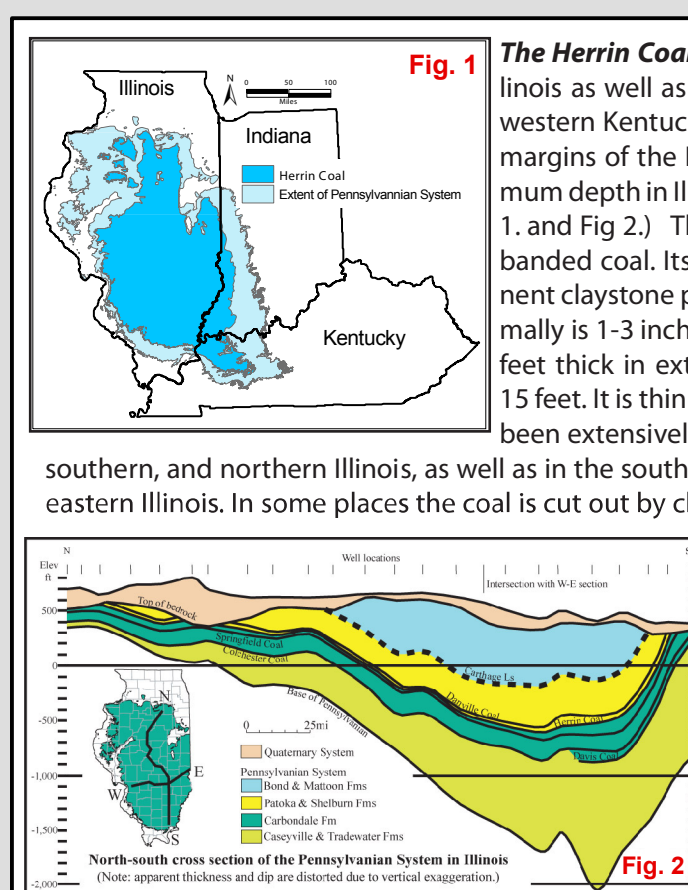 Fig. 1
Illinois
N
0 50 100
Miles
Indiana
Herrin Coal
Extent of Pennsylvannian System
Kentucky
The Herrin Coal
linois as well as
western Kentuc
margins of the
mum depth in Il
1. and Fig 2.) Th
banded coal. Its
nent claystone p
mally is 1-3 inch
feet thick in ext
15 feet. It is thin
been extensivel
southern, and northern Illinois, as well as in the south
eastern Illinois. In some places the coal is cut out by cl
N
Elev
ft
Well locations
S
Intersection with W-E section
500
Top of bedrock
Springfield Coal
Colchester Coal
0
Carthage Ls
Base of Pennsylvanian
Danville Coal
Herrin Coal
-500
Davis Coal
N
0 25mi
Quaternary System
E
Pennsylvanian System
-1,000
Bond & Mattoon Fms
W
Patoka & Shelburn Fms
Carbondale Fm
-1,500
S
Caseyville & Tradewater Fms
North-south cross section of the Pennsylvanian System in Illinois
(Note: apparent thickness and dip are distorted due to vertical exaggeration.)
Fig. 2
-2,000